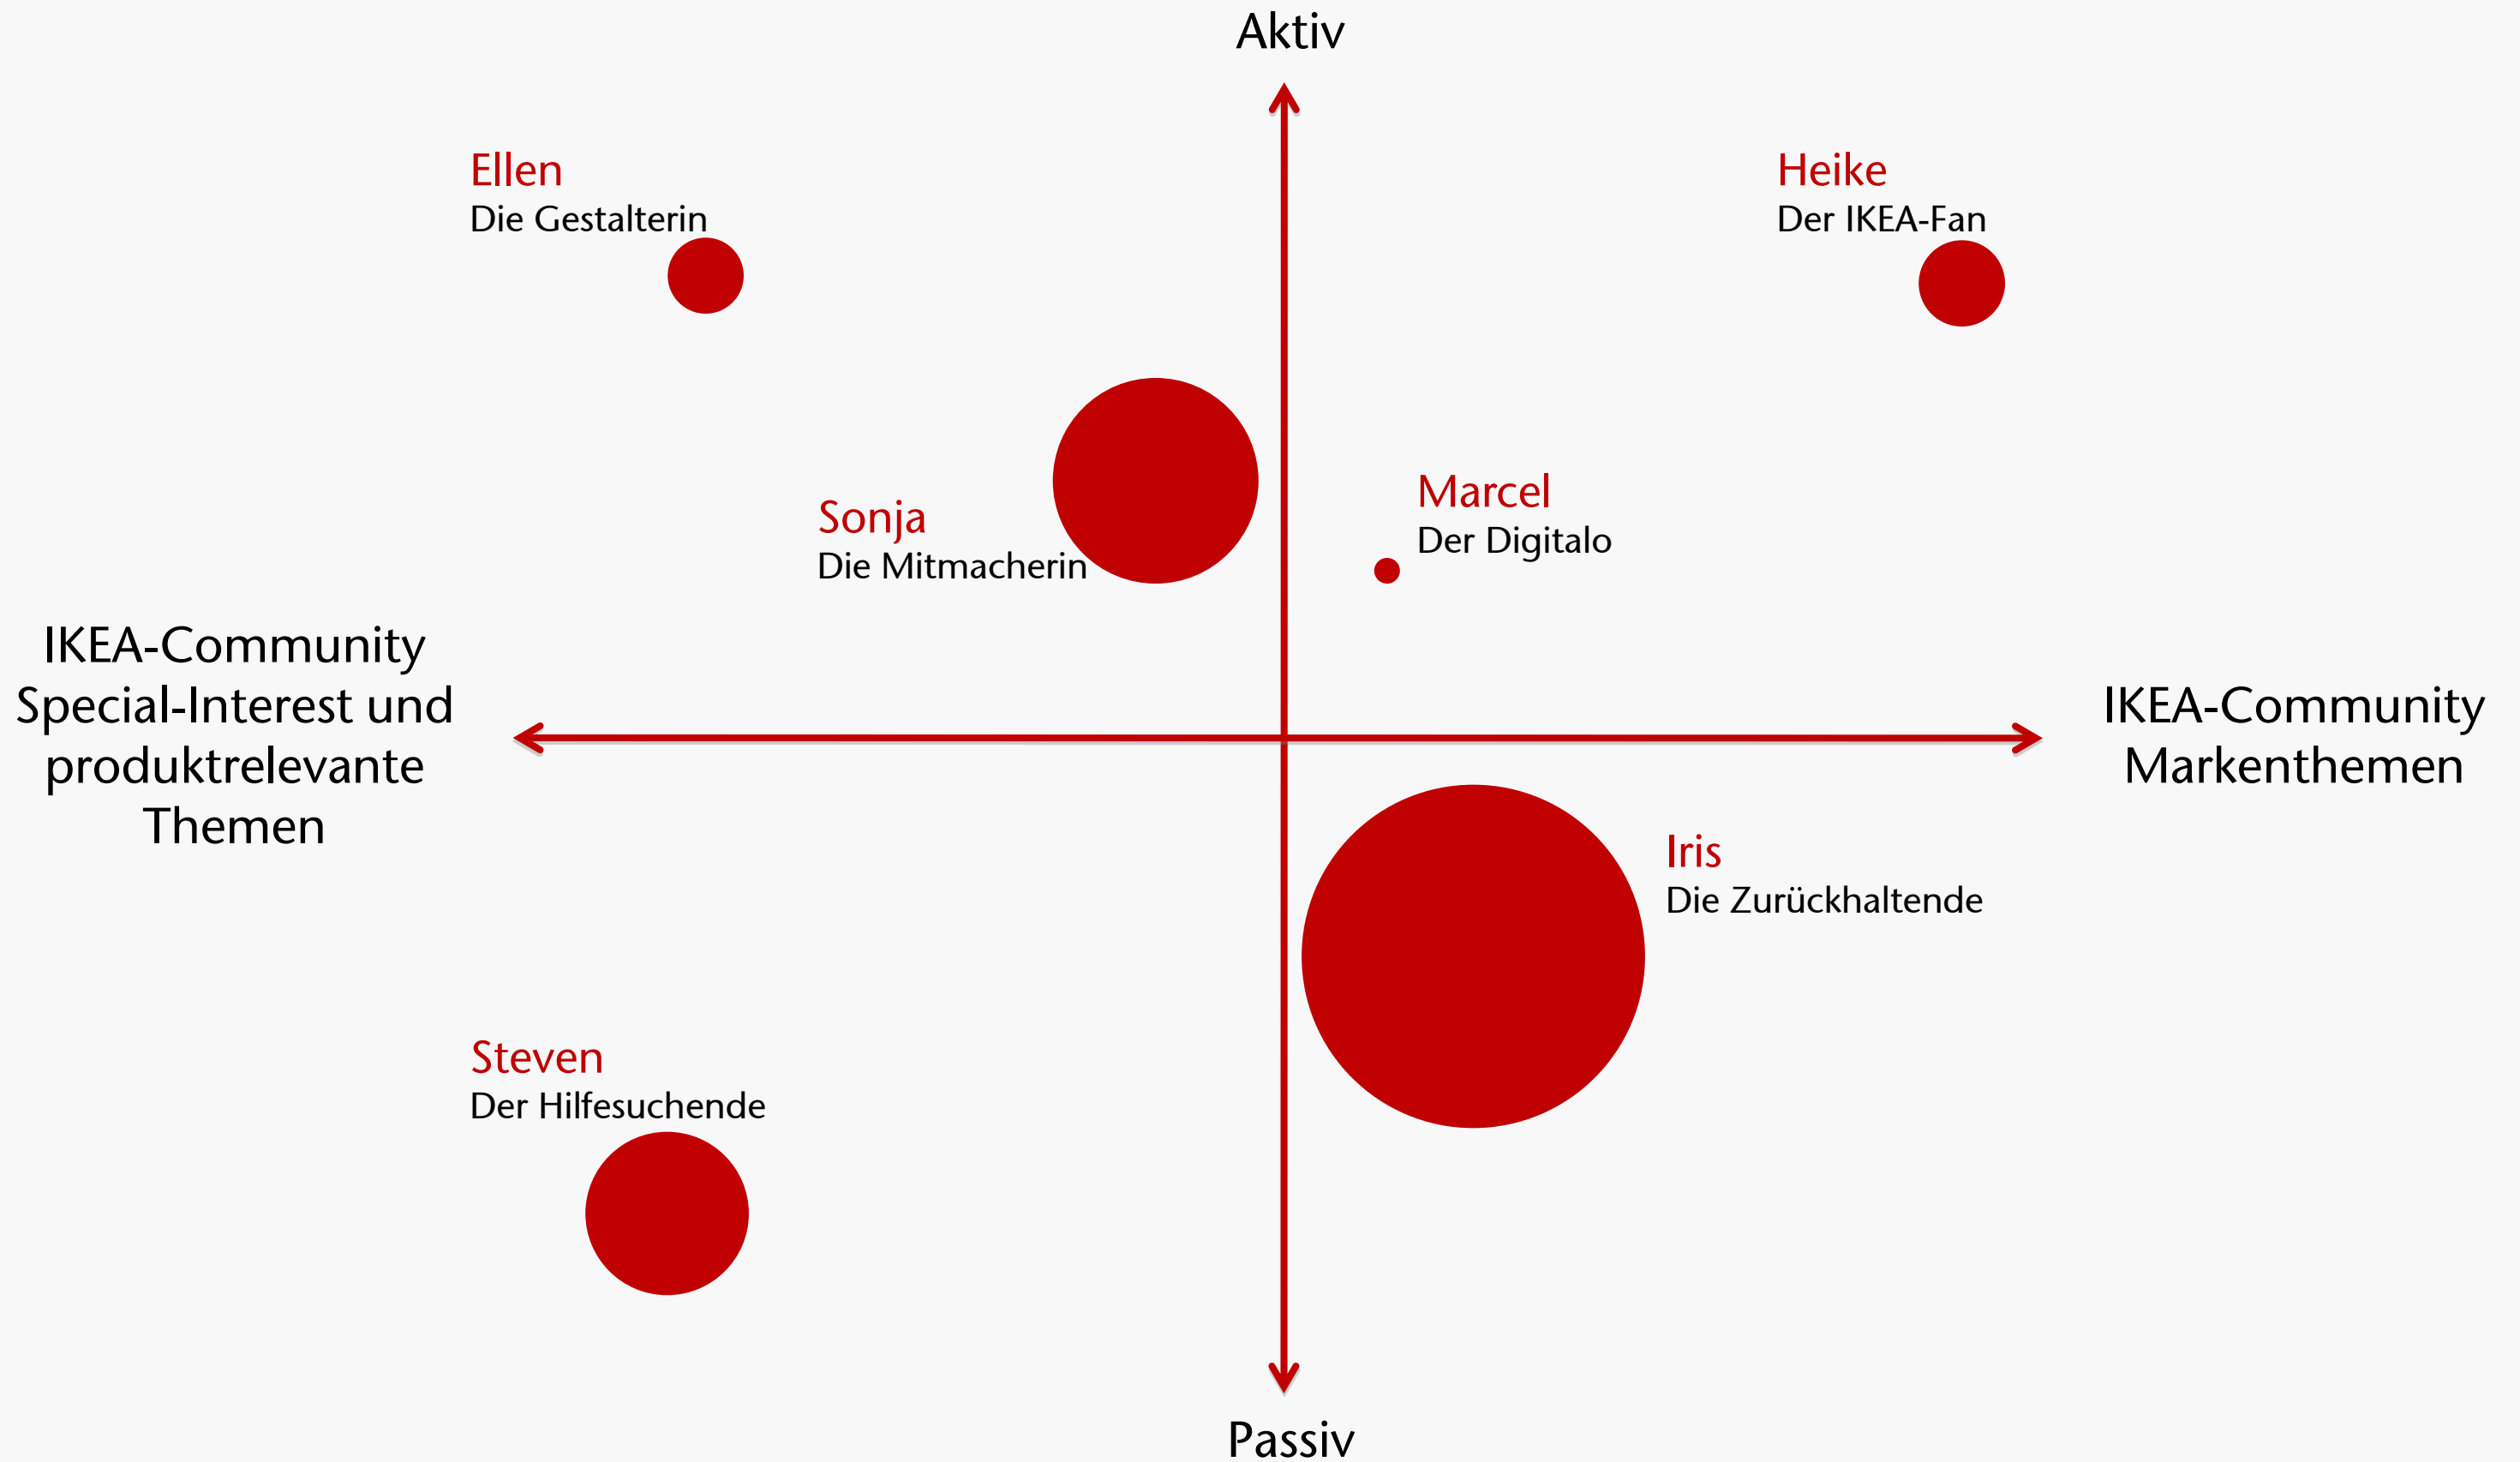 Aktiv
Ellen
Die Gestalterin
Heike
Der IKEA-Fan
Marcel
Der Digitalo
Sonja
Die Mitmacherin
IKEA-Community
Special-Interest und
produktrelevante
Themen
IKEA-Community
Markenthemen
Iris
Die Zurückhaltende
Steven
Der Hilfesuchende
Passiv